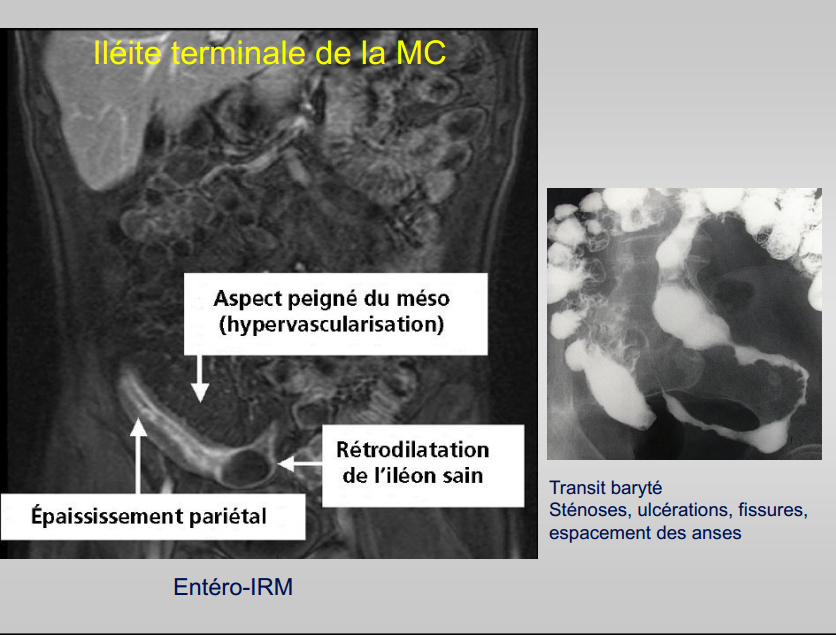 Iléite terminale de la MC
Aspect peigné du méso
(hypervascularisation)
Rétrodilatation
de l'iléon sain
Épaississement pariétal
Entéro-IRM
Transit baryté
Sténoses, ulcérations, fissures,
espacement des anses